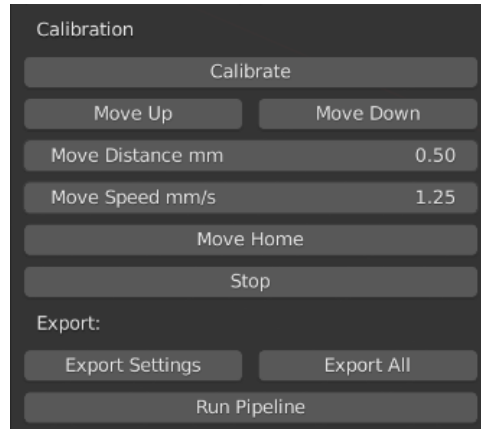 Calibration
Calibrate
Move Up Move Down
Move Distance mm 0.50
Move Speed mm/s 1.25
Move Home
Stop
Export:
Export Settings Export All
Run Pipeline